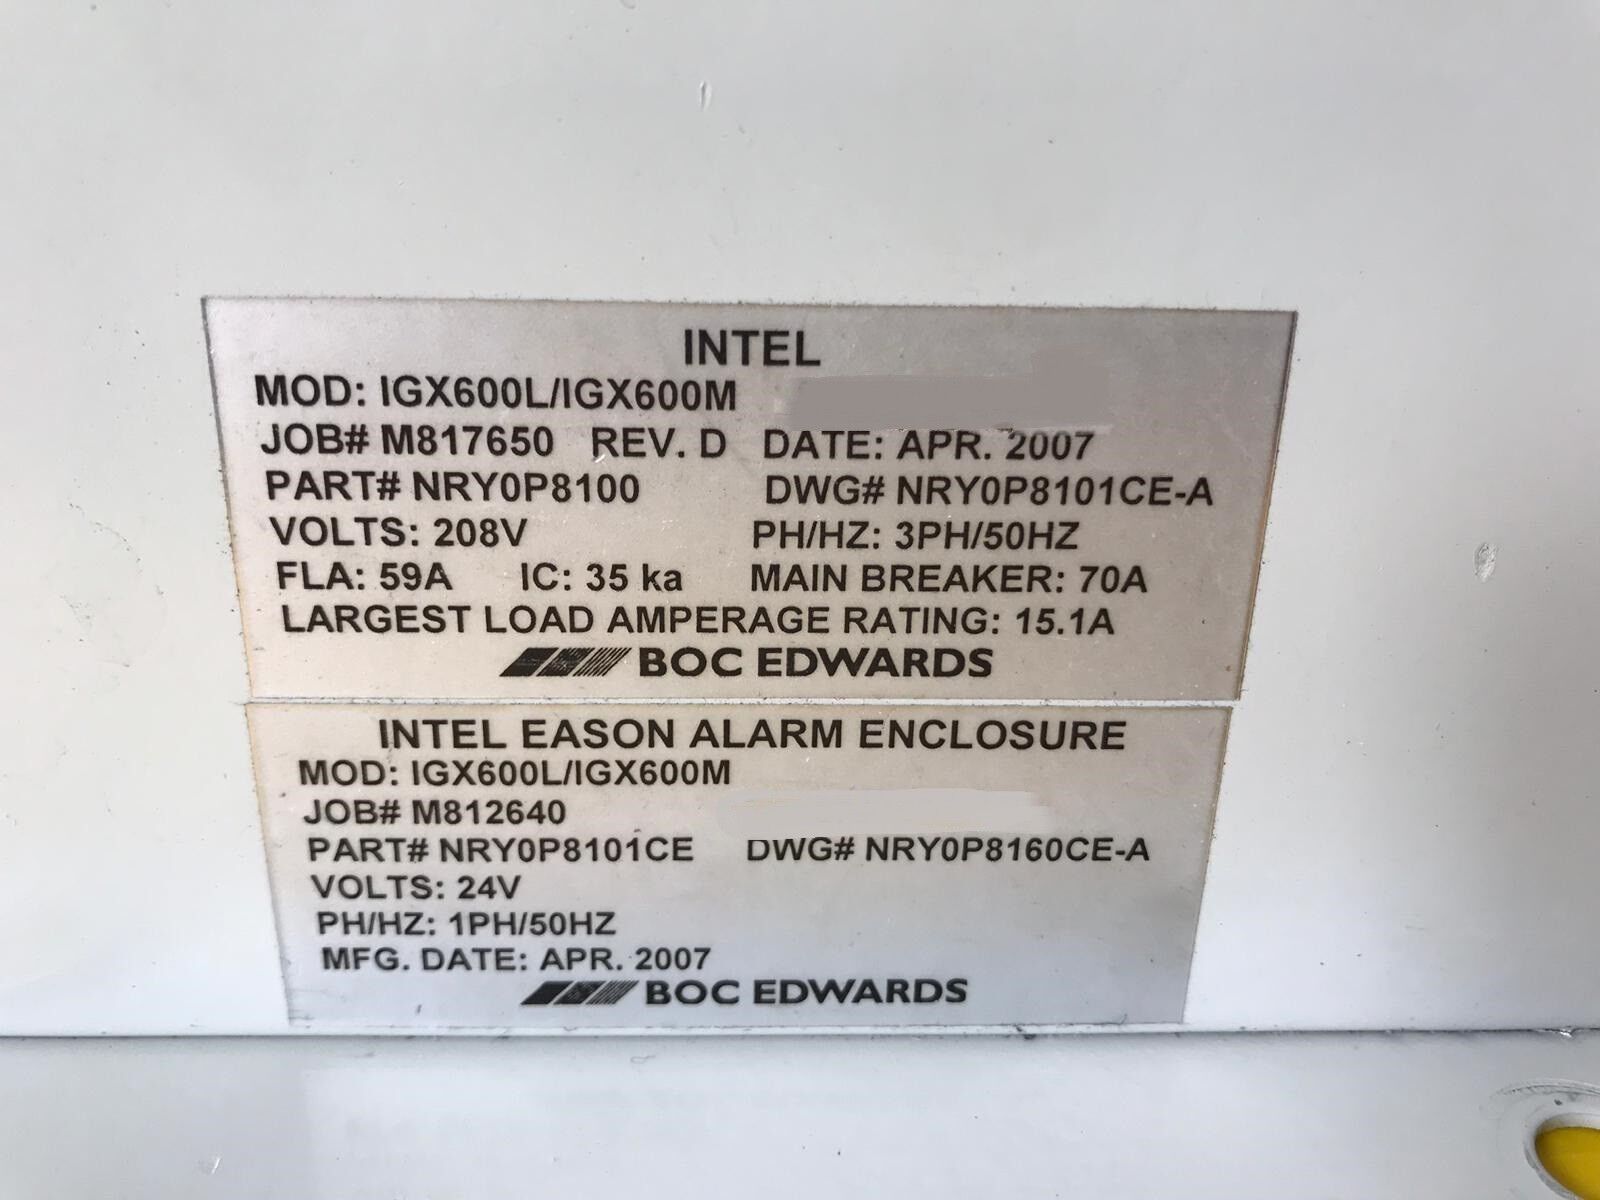 INTEL
MOD: IGX600L/IGX600M
JOB# M817650 REV. D DATE: APR. 2007
PART# NRY0P8100 DWG# NRY0P8101CE-A
VOLTS: 208V PH/HZ: 3PH/50HZ
FLA: 59A IC: 35 ka MAIN BREAKER: 70A
LARGEST LOAD AMPERAGE RATING: 15.1A
BOC EDWARDS
INTEL EASON ALARM ENCLOSURE
MOD: IGX600L/IGX600M
JOB# M812640
PART# NRY0P8101CE DWG# NRY0P8160CE-A
VOLTS: 24V
PH/HZ: 1PH/50HZ
MFG. DATE: APR. 2007
BOC EDWARDS